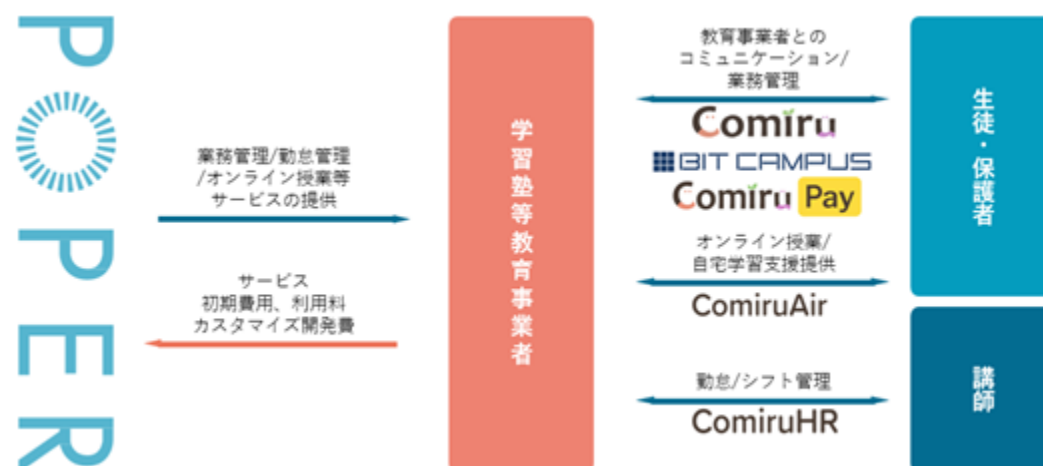 POPER
業務管理/勤怠管理
/オンライン授業等
サービスの提供
サービス
初期費用、利用料
カスタマイズ開発費
学習塾等教育事業者
教育事業者との
コミュニケーション/
業務管理
Comiru
BIT CAMPUS
Comiru Pay
オンライン授業/
自宅学習支援提供
ComiruAir
勤怠/シフト管理
ComiruHR
生徒・保護者
講師